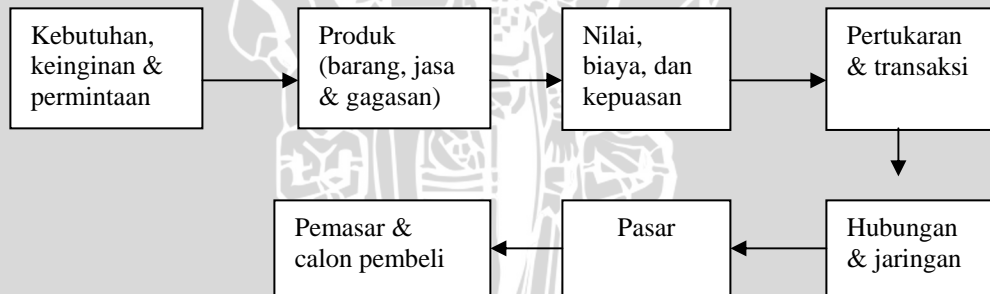 Kebutuhan,
keinginan &
permintaan
Produk
(barang, jasa
& gagasan)
Nilai,
biaya, dan
kepuasan
Pertukaran
& transaksi
Hubungan
& jaringan
Pasar
Pemasar &
calon pembeli